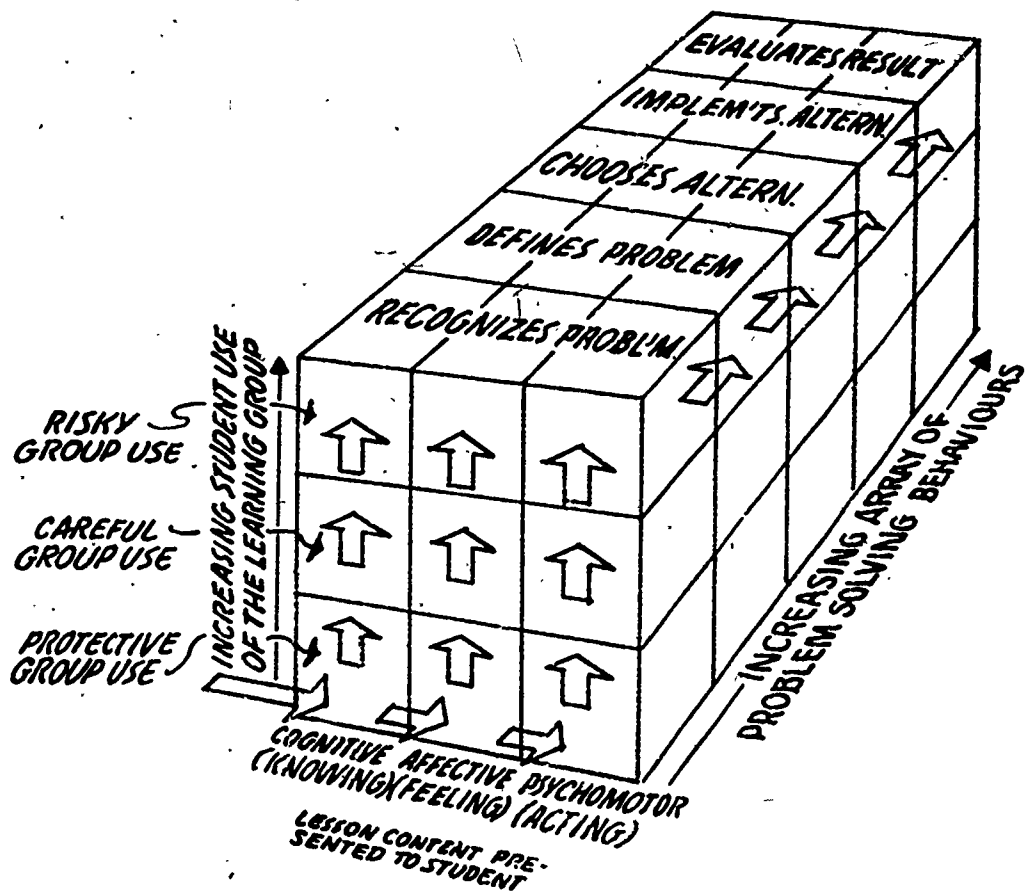 EVALUATES RESULT
IMPLEM'TS. ALTERN.
CHOOSES ALTERN.
DEFINES PROBLEM
RECOGNIZES PROBL'M.
INCREASING STUDENT USE
OF THE LEARNING GROUP
RISKY
GROUP USE
CAREFUL
GROUP USE
PROTECTIVE
GROUP USE
INCREASING ARRAY OF
PROBLEM SOLVING BEHAVIOURS
COGNITIVE AFFECTIVE PSYCHOMOTOR
(KNOWING)(FEELING) (ACTING)
LESSON CONTENT PRE-
SENTED TO STUDENT